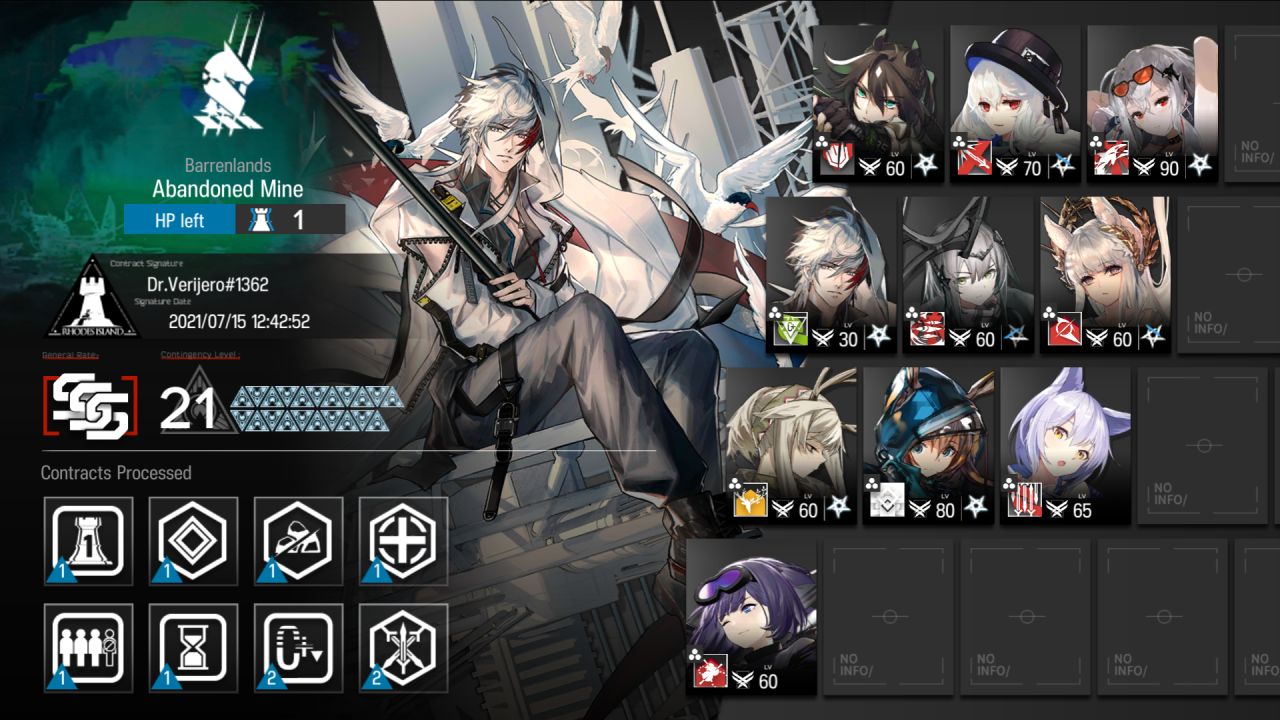 Barrenlands
Abandoned Mine
HP left 1
Contract Signature
Dr.Verijero#1362
Signature Date
2021/07/15 12:42:52
RHODES ISLAND
General Rate:
Contingency Level:
SSS
21
Contracts Processed
1
1 1 1 1
1 1 2 2
LV 60
LV 70
LV 90
NO
INFO/
LV 30
LV 60
LV 60
NO
INFO/
LV 60
LV 80
LV 65
NO
INFO/
LV 60
NO
INFO/
NO
INFO/
NO
INFO/
NO
INFO/